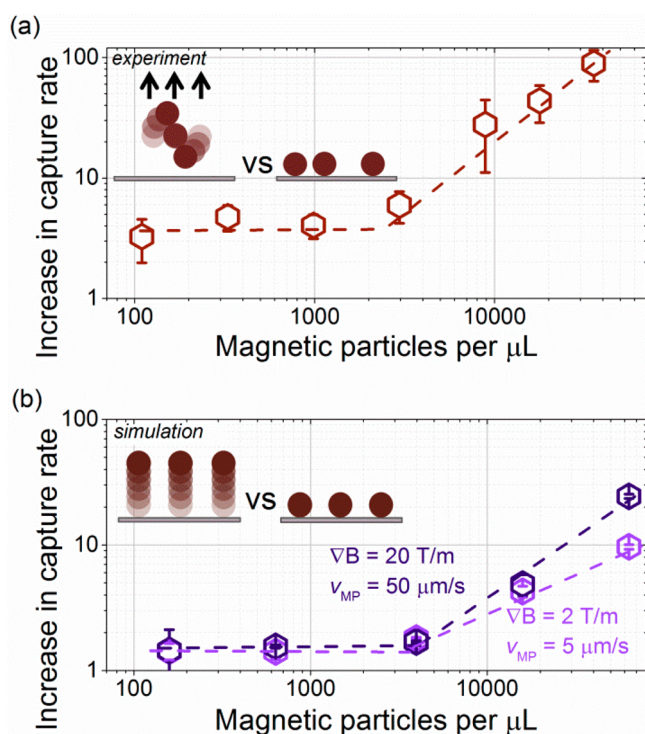 (a)
experiment
vs
Increase in capture rate
100
10
1
100
1000
10000
Magnetic particles per μL
(b)
simulation
vs
Increase in capture rate
100
10
1
∇B = 20 T/m
vMP = 50 μm/s
∇B = 2 T/m
vMP = 5 μm/s
100
1000
10000
Magnetic particles per μL